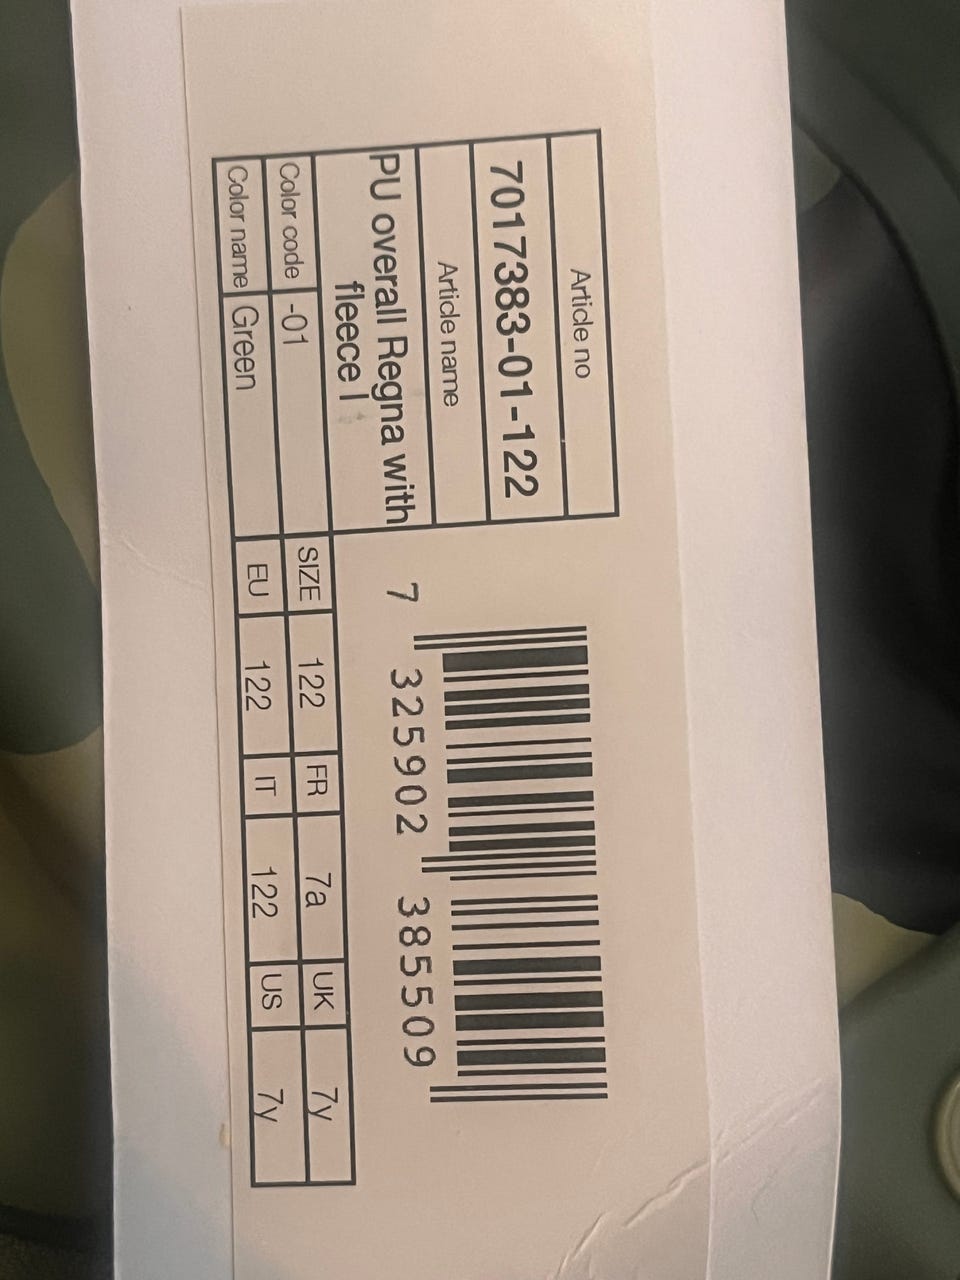 Article no
7017383-01-122
Article name
PU overall Regna with
fleece I
Color code -01
Color name Green
7 325902 385509
SIZE 122 FR 7a UK 7y
EU 122 IT 122 US 7y